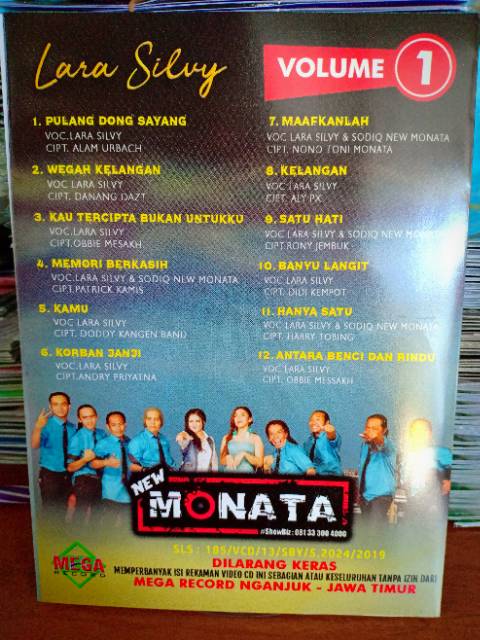 Lara Silvy
VOLUME 1
1. PULANG DONG SAYANG
VOC.LARA SILVY
CIPT. ALAM URBACH
2. WEGAH KELANGAN
VOC.LARA SILVY
CIPT. DANANG DAZT
3. KAU TERCIPTA BUKAN UNTUKKU
VOC.LARA SILVY
CIPT.OBBIE MESAKH
4. MEMORI BERKASIH
VOC.LARA SILVY & SODIQ NEW MONATA
CIPT.PATRICK KAMIS
5. KAMU
VOC.LARA SILVY
CIPT. DODDY KANGEN BAND
6. KORBAN JANJI
VOC.LARA SILVY
CIPT.ANDRY PRIYATNA
7. MAAFKANLAH
VOC LARA SILVY & SODIQ NEW MONATA
CIPT. NONO TONI MONATA
8. KELANGAN
VOC.LARA SILVY
CIPT. ALY PX
9. SATU HATI
VOC.LARA SILVY & SODIQ NEW MONATA
CIPT.RONY JEMBUK
10. BANYU LANGIT
VOC.LARA SILVY
CIPT. DIDI KEMPOT
11. HANYA SATU
VOC LARA SILVY & SODIQ NEW MONATA
CIPT. HARRY TOBING
12. ANTARA BENCI DAN RINDU
VOC.LARA SILVY
CIPT. OBBIE MESSAKH
NEW
MONATA
#ShowBiz : 081 33 300 4000
SLS : 185/VCD/13/SBY/5.2024/2019
DILARANG KERAS
MEMPERBANYAK ISI REKAMAN VIDEO CD INI SEBAGIAN ATAU KESELURUHAN TANPA IZIN DARI
MEGA RECORD NGANJUK - JAWA TIMUR
MEGA
RECORD